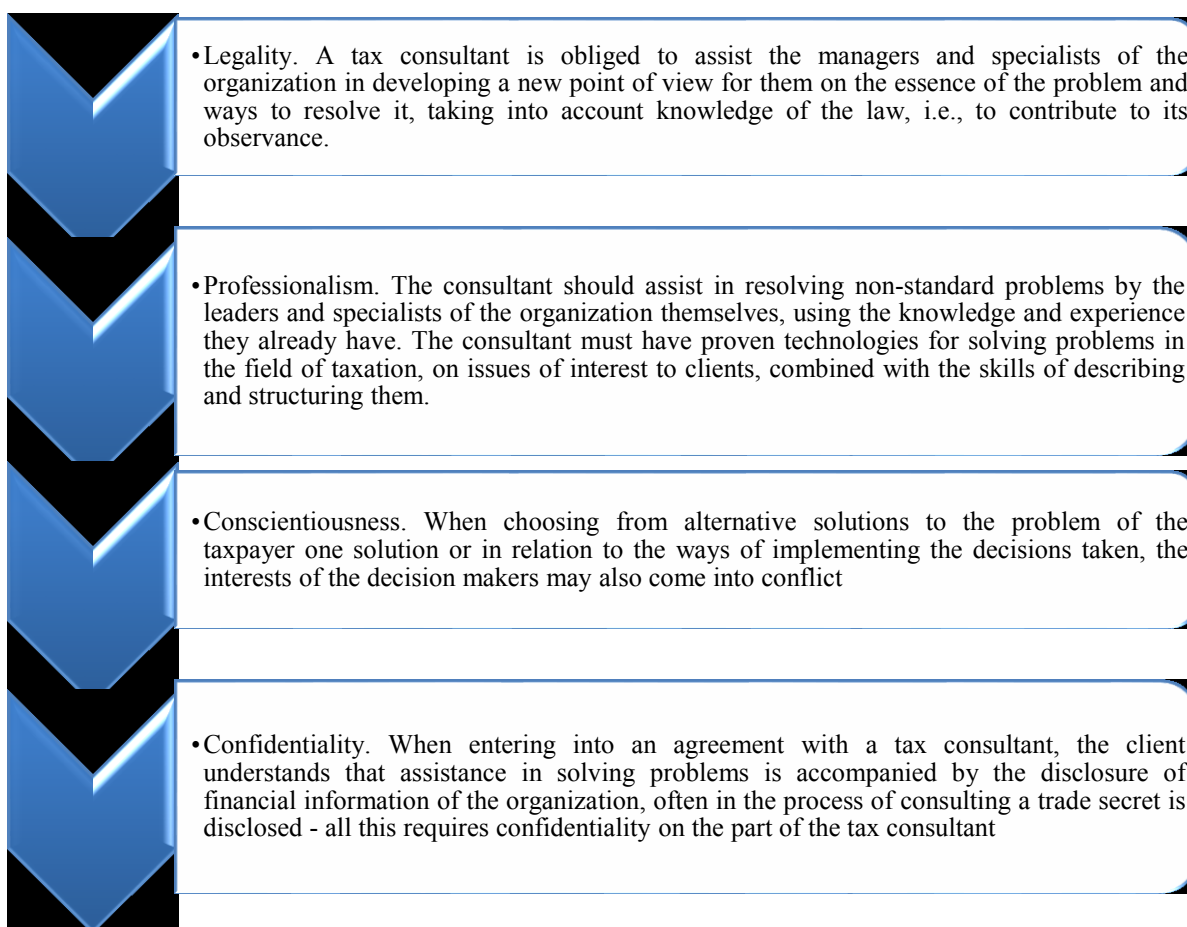 •Legality. A tax consultant is obliged to assist the managers and specialists of the
organization in developing a new point of view for them on the essence of the problem and
ways to resolve it, taking into account knowledge of the law, i.e., to contribute to its
observance.
•Professionalism. The consultant should assist in resolving non-standard problems by the
leaders and specialists of the organization themselves, using the knowledge and experience
they already have. The consultant must have proven technologies for solving problems in
the field of taxation, on issues of interest to clients, combined with the skills of describing
and structuring them.
•Conscientiousness. When choosing from alternative solutions to the problem of the
taxpayer one solution or in relation to the ways of implementing the decisions taken, the
interests of the decision makers may also come into conflict
•Confidentiality. When entering into an agreement with a tax consultant, the client
understands that assistance in solving problems is accompanied by the disclosure of
financial information of the organization, often in the process of consulting a trade secret is
disclosed - all this requires confidentiality on the part of the tax consultant